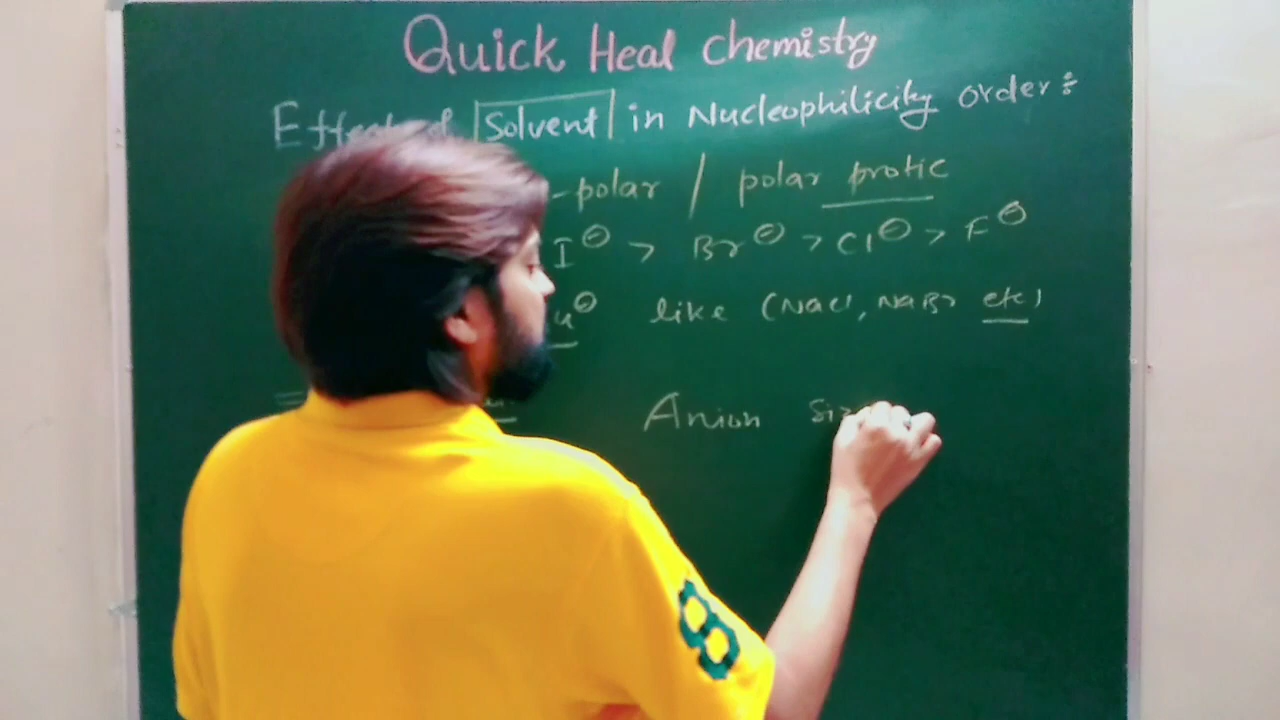 Quick Heal Chemistry
Effect of |Solvent| in Nucleophilicity order:
-polar / polar protic
I⊖ > Br⊖ > Cl⊖ > F⊖
u⊖ like (NaCl, NaBr etc)
Anion
8